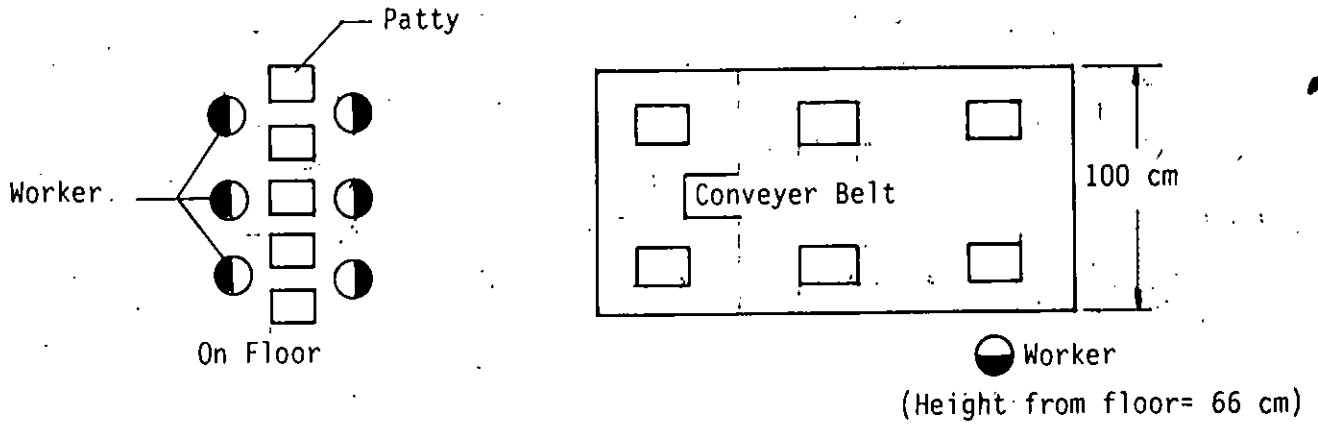 Patty
Worker
On Floor
Conveyer Belt
100 cm
Worker
(Height from floor= 66 cm)